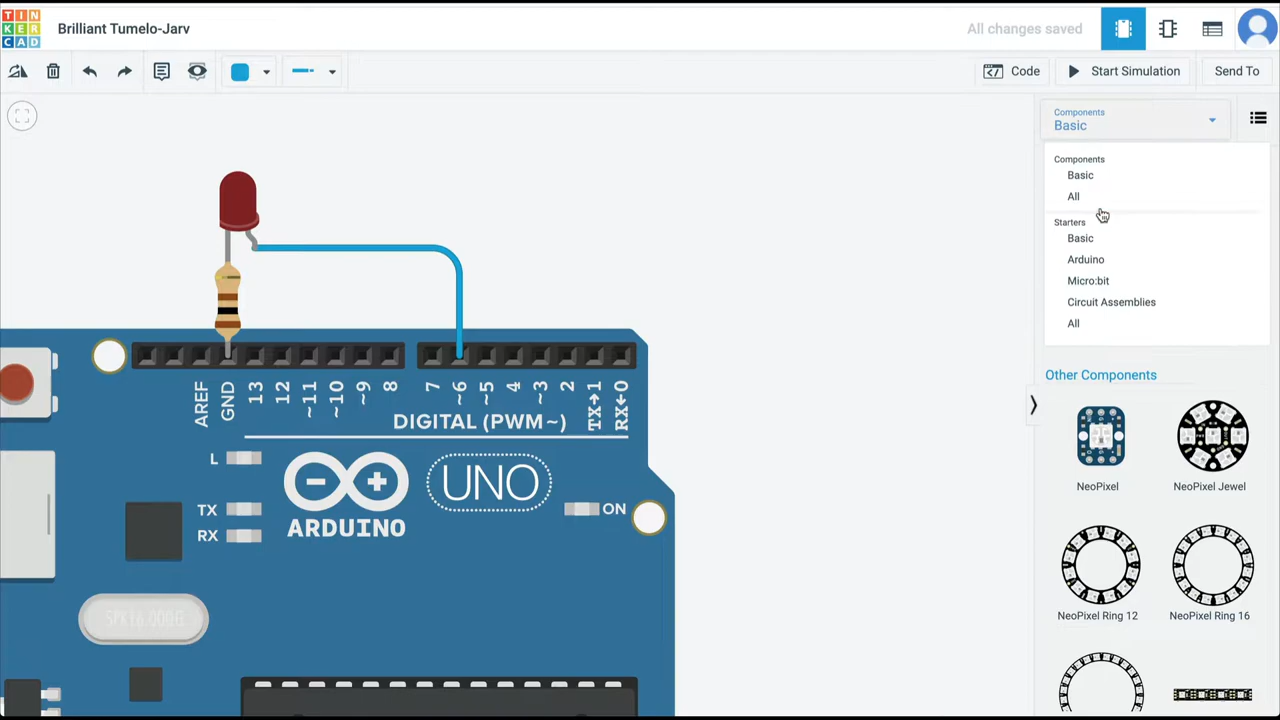 TIN
KER
CAD
Brilliant Tumelo-Jarv
All changes saved
Code
Start Simulation
Send To
Components
Basic
Components
Basic
All
Starters
Basic
Arduino
Micro:bit
Circuit Assemblies
All
Other Components
NeoPixel
NeoPixel Jewel
NeoPixel Ring 12
NeoPixel Ring 16
AREF
GND
13
12
~11
~10
~9
8
7
~6
~5
4
~3
2
TX→1
RX←0
DIGITAL (PWM~)
L
TX
RX
ARDUINO
UNO
ON
SPK16.000G